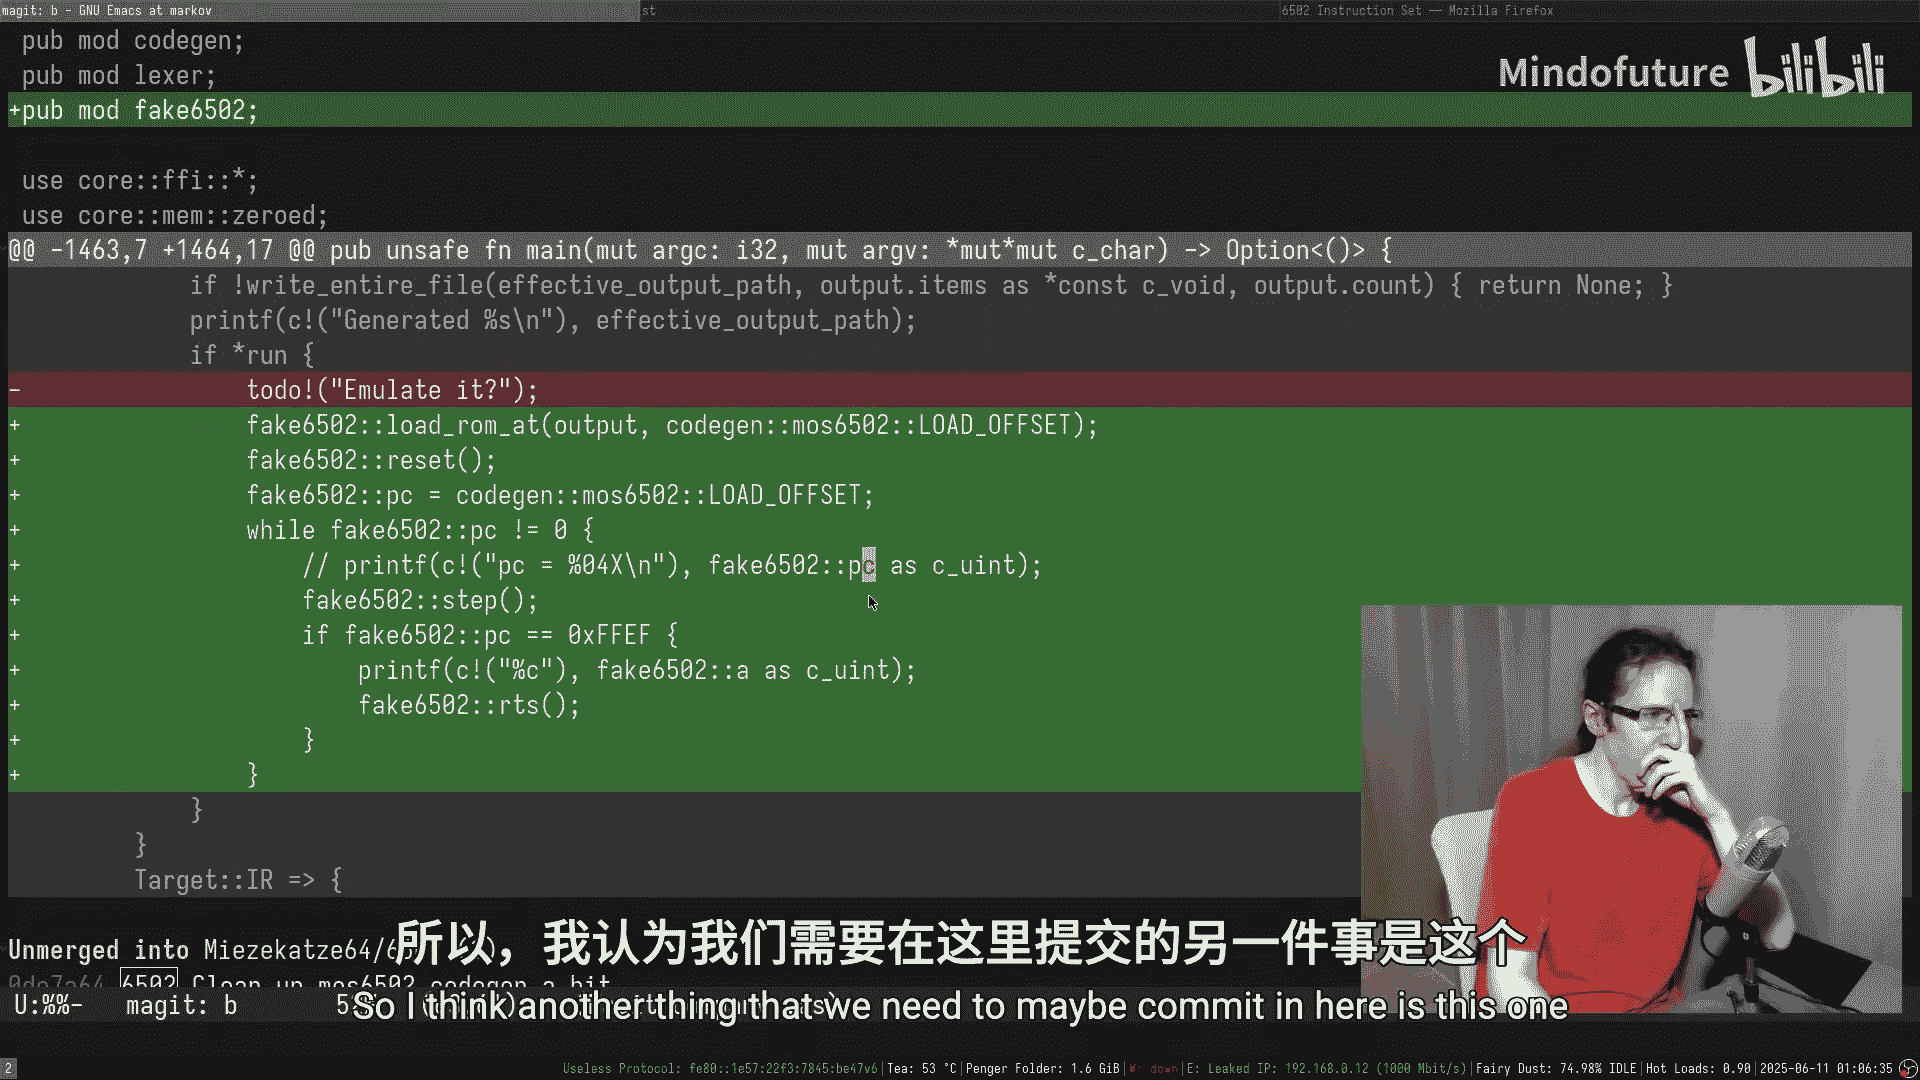 magit: b - GNU Emacs at markov
st
6502 Instruction Set — Mozilla Firefox
pub mod codegen;
pub mod lexer;
Mindofuture bilibili
+pub mod fake6502;
use core::ffi::*;
use core::mem::zeroed;
@@ -1463,7 +1464,17 @@ pub unsafe fn main(mut argc: i32, mut argv: *mut*mut c_char) -> Option<()> {
if !write_entire_file(effective_output_path, output.items as *const c_void, output.count) { return None; }
printf(c!("Generated %s\n"), effective_output_path);
if *run {
- todo!("Emulate it?");
+ fake6502::load_rom_at(output, codegen::mos6502::LOAD_OFFSET);
+ fake6502::reset();
+ fake6502::pc = codegen::mos6502::LOAD_OFFSET;
+ while fake6502::pc != 0 {
+ // printf(c!("pc = %04X\n"), fake6502::pc as c_uint);
+ fake6502::step();
+ if fake6502::pc == 0xFFEF {
+ printf(c!("%c"), fake6502::a as c_uint);
+ fake6502::rts();
+ }
+ }
}
}
Target::IR => {
所以，我认为我们需要在这里提交的另一件事是这个
Unmerged into Miezekatze64/6
0de7a64 6502 Clean up mos6502 codegen a bit
U:%%- magit: b
So I think another thing that we need to maybe commit in here is this one
2
Useless Protocol: fe80::1e57:22f3:7845:be47%6|Tea: 53 °C|Penger Folder: 1.6 GiB|W: down|E: Leaked IP: 192.168.0.12 (1000 Mbit/s)|Fairy Dust: 74.98% IDLE|Hot Loads: 0.90|2025-06-11 01:06:35